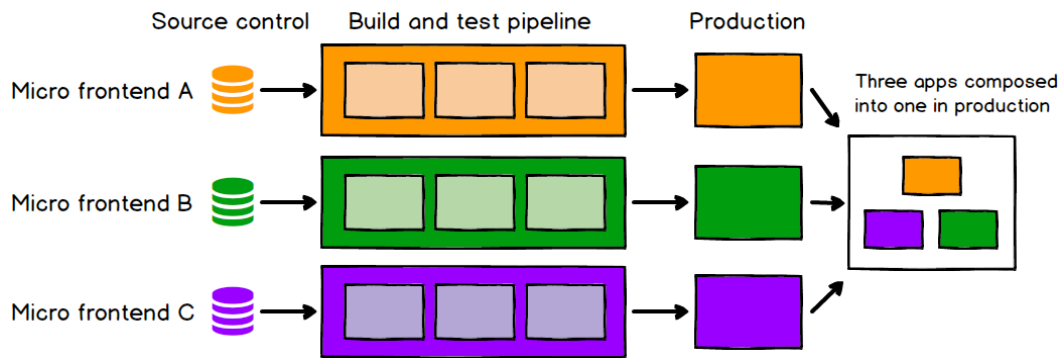 Source control
Build and test pipeline
Production
Micro frontend A
Three apps composed
into one in production
Micro frontend B
Micro frontend C